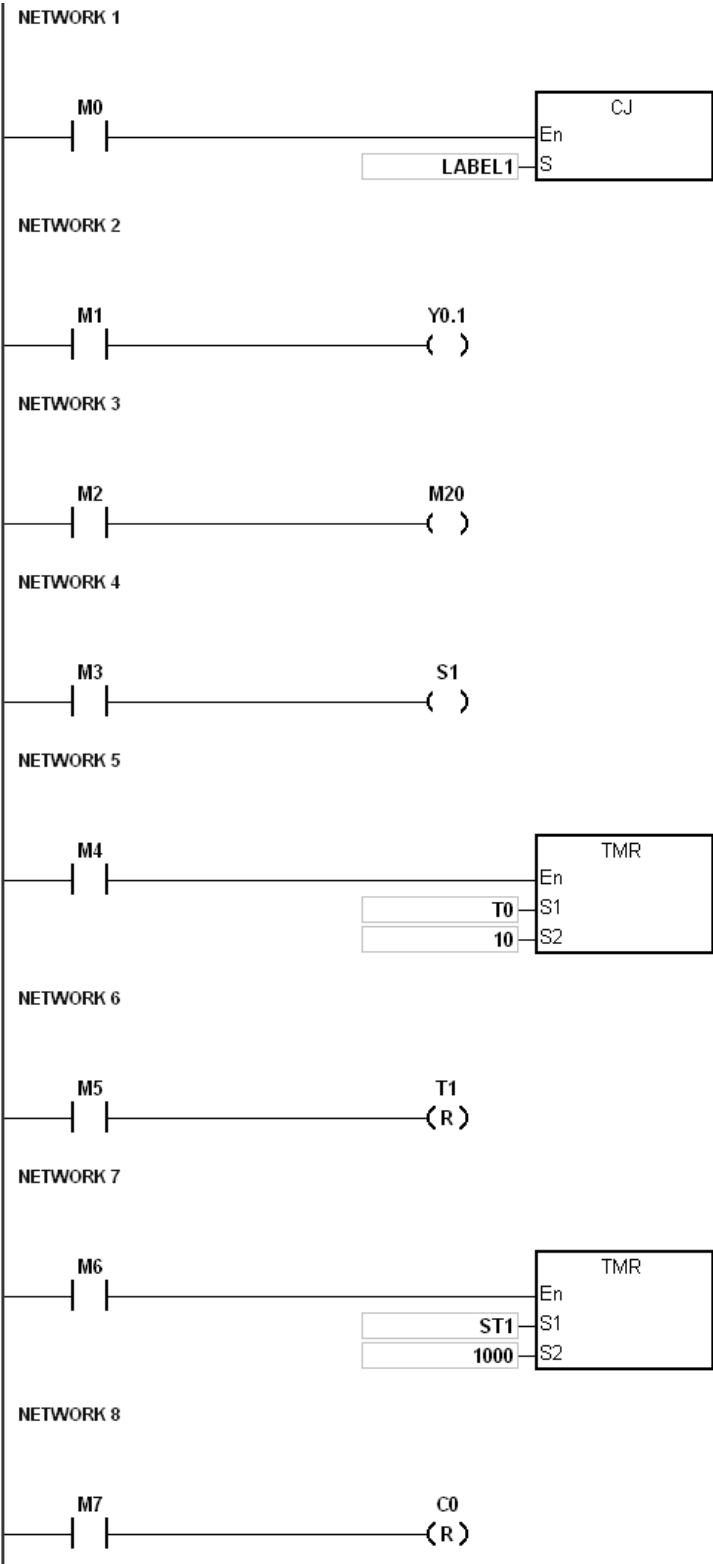 NETWORK 1
M0
CJ
En
LABEL1 S
NETWORK 2
M1 Y0.1
NETWORK 3
M2 M20
NETWORK 4
M3 S1
NETWORK 5
M4
TMR
En
T0 S1
10 S2
NETWORK 6
M5 T1
R
NETWORK 7
M6
TMR
En
ST1 S1
1000 S2
NETWORK 8
M7 C0
R